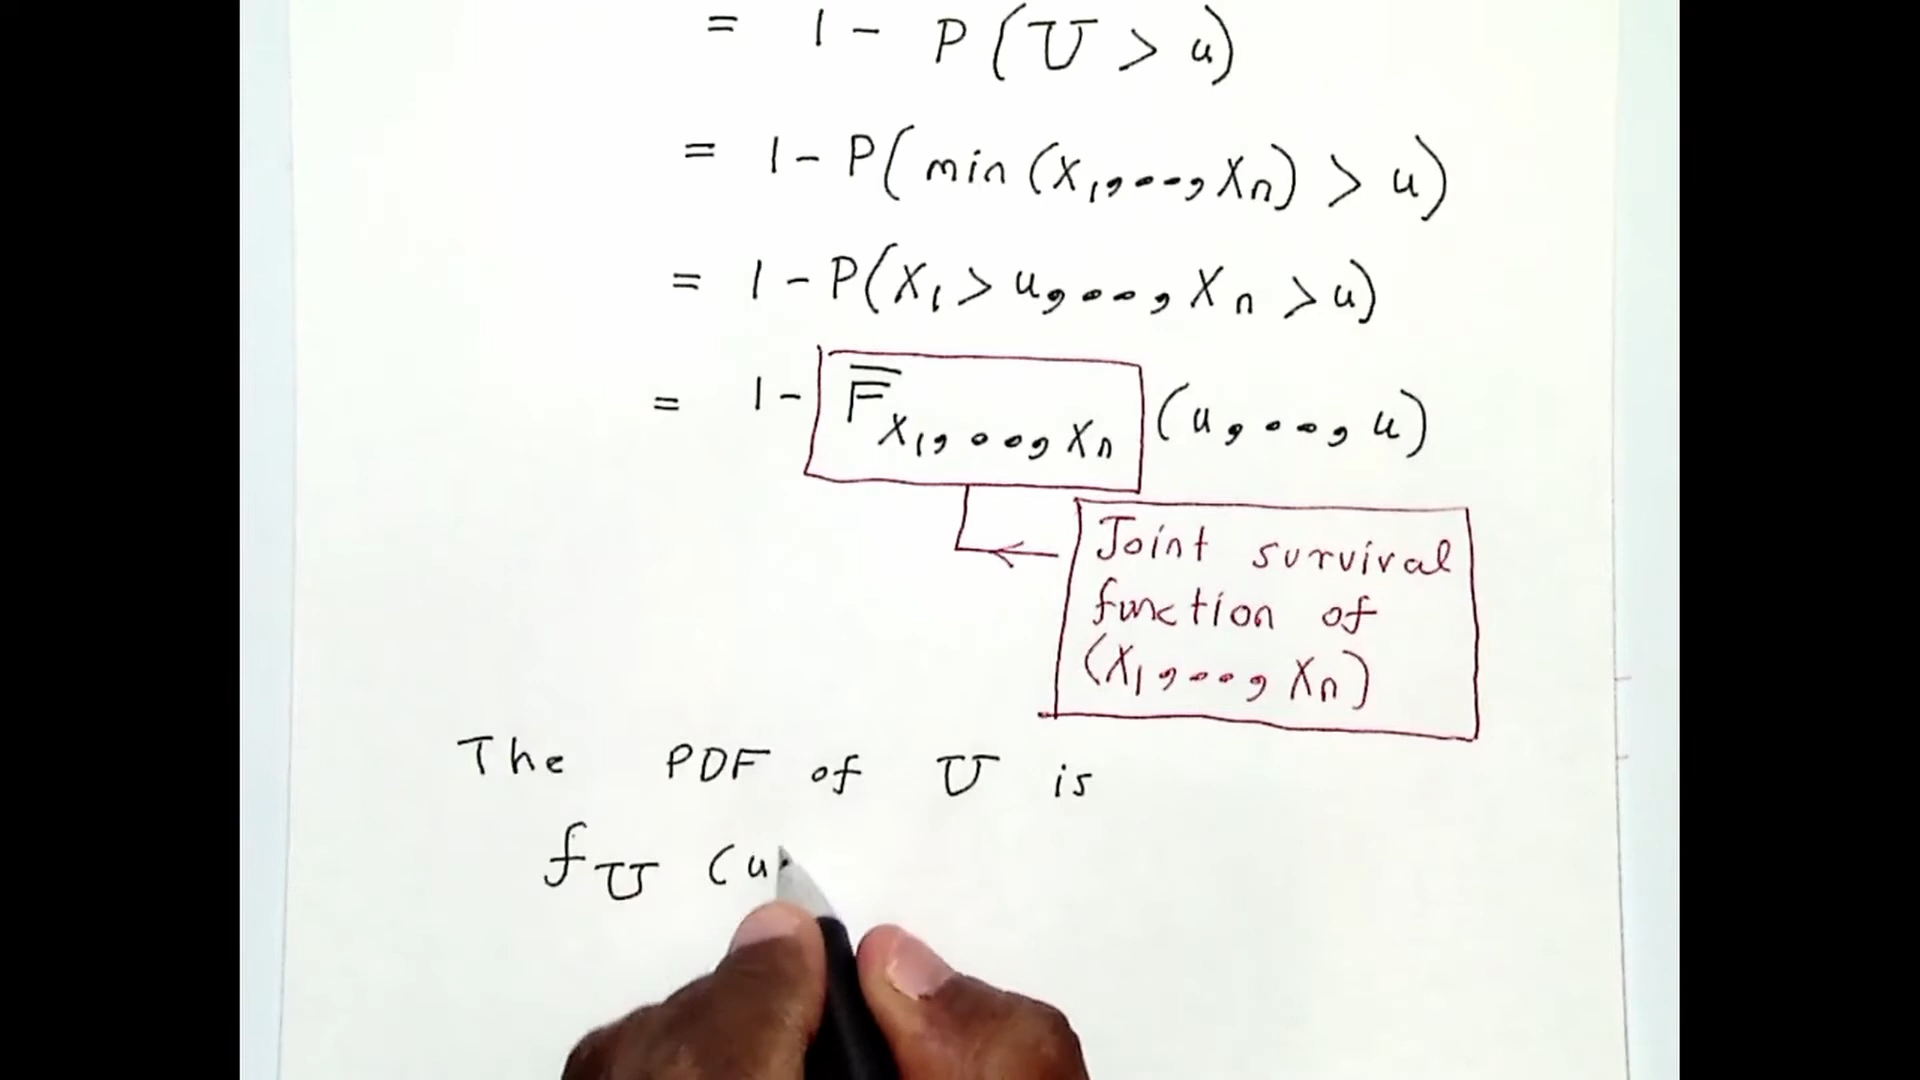 = 1 - P(U > u)
= 1 - P(min(X₁,...,Xₙ) > u)
= 1 - P(X₁ > u,...,Xₙ > u)
= 1 - F̅ X₁,...,Xₙ (u,...,u)
Joint survival
function of
(X₁,...,Xₙ)
The PDF of U is
f U (u